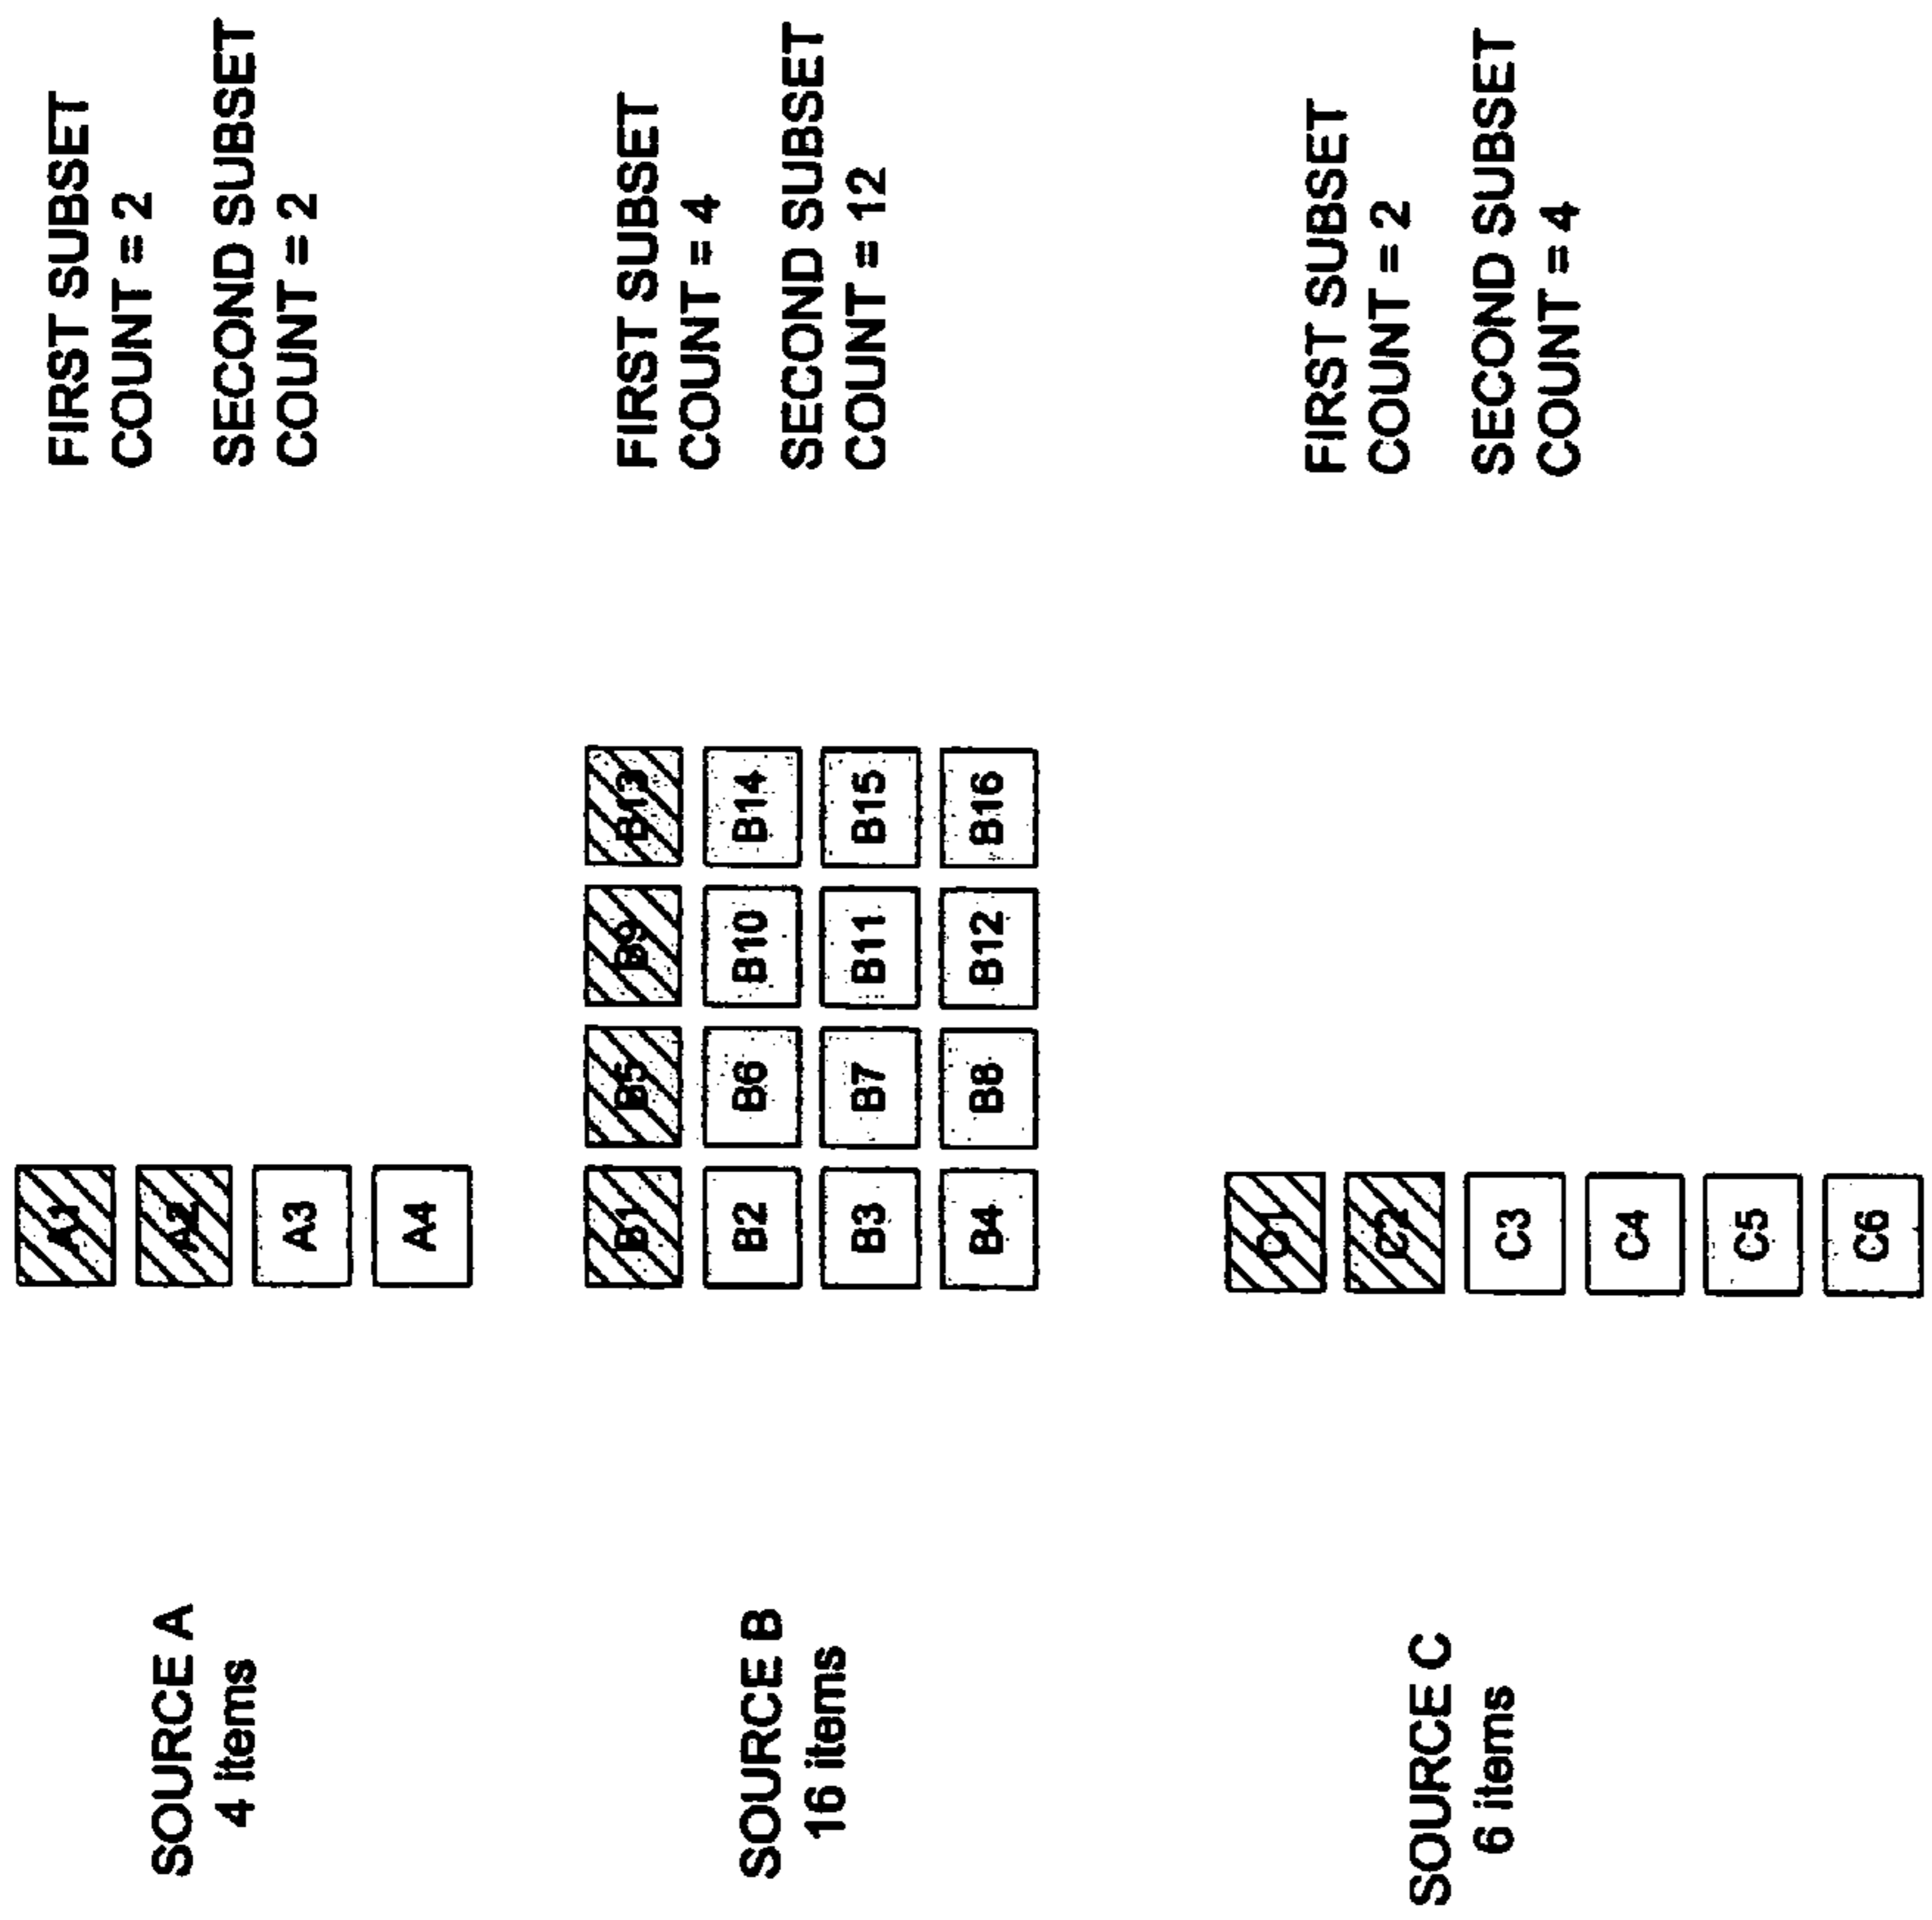 SOURCE A
4 items
A1
A2
A3
A4
FIRST SUBSET
COUNT = 2
SECOND SUBSET
COUNT = 2
SOURCE B
16 items
B1 B5 B9 B13
B2 B6 B10 B14
B3 B7 B11 B15
B4 B8 B12 B16
FIRST SUBSET
COUNT = 4
SECOND SUBSET
COUNT = 12
SOURCE C
6 items
C1
C2
C3
C4
C5
C6
FIRST SUBSET
COUNT = 2
SECOND SUBSET
COUNT = 4